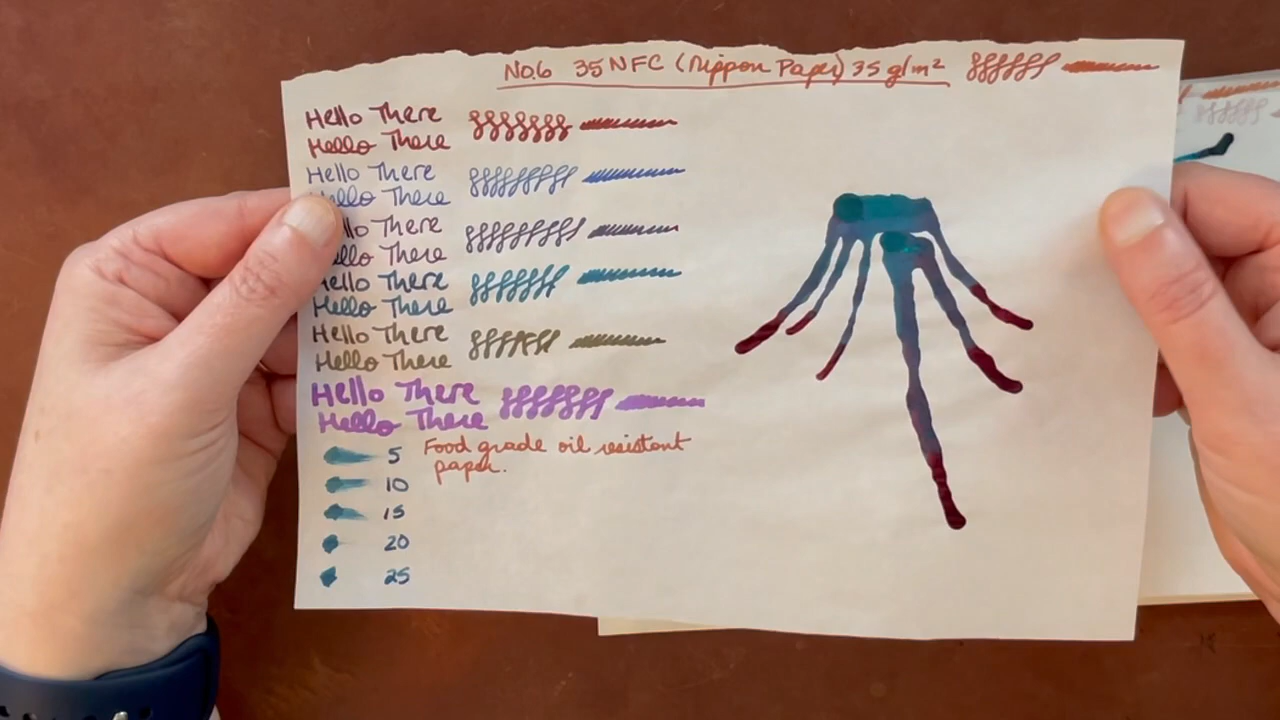 No.6 35 NFC (Nippon Paper) 35 g/m²
Hello There
Hello There
Hello There
Hello There
Hello There
Hello There
Hello There
Hello There
Hello There
Hello There
Hello There
Hello There
5 Food grade oil resistant
paper.
10
15
20
25